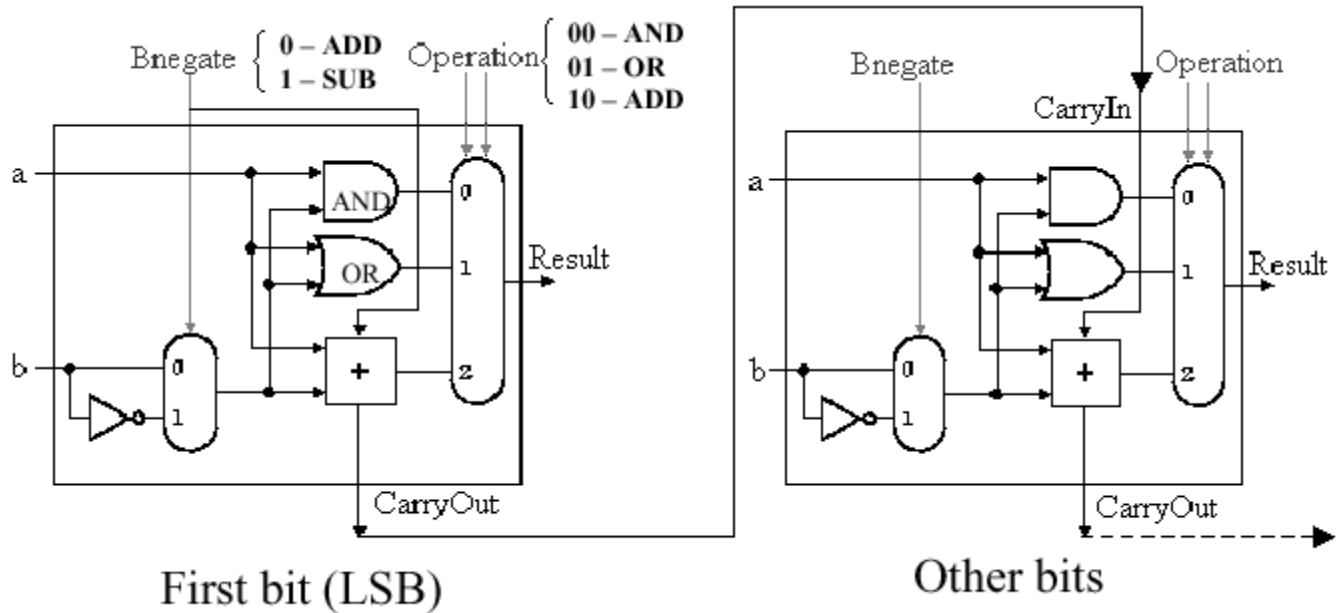 Bnegate { 0 – ADD
1 – SUB
Operation { 00 – AND
01 – OR
10 – ADD
a
AND
0
OR
1
Result
b
0
1
+
2
CarryOut
First bit (LSB)
Bnegate
Operation
CarryIn
a
0
1
Result
b
0
1
+
2
CarryOut
Other bits